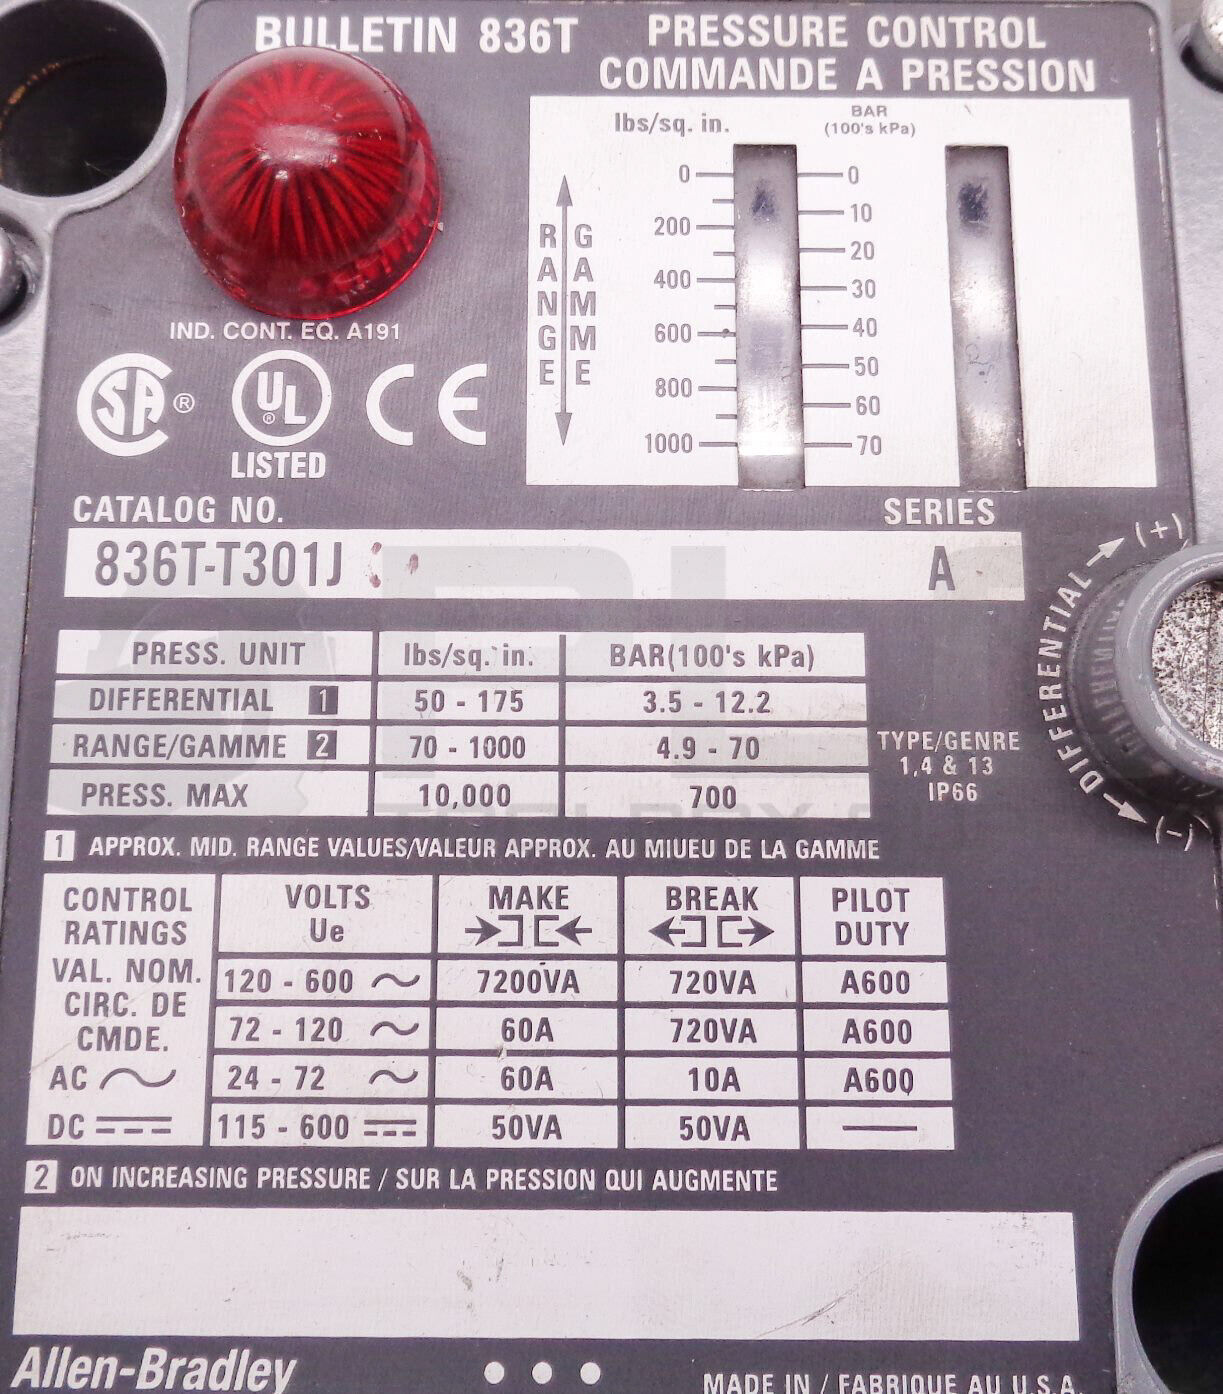 BULLETIN 836T
PRESSURE CONTROL
COMMANDE A PRESSION
lbs/sq. in.
BAR
(100's kPa)
RANGE
GAMME
0
200
400
600
800
1000
0
10
20
30
40
50
60
70
IND. CONT. EQ. A191
SA ® UL ® CE
LISTED
CATALOG NO. SERIES
836T-T301J A
PRESS. UNIT lbs/sq. in. BAR(100's kPa)
DIFFERENTIAL 1 50 - 175 3.5 - 12.2
RANGE/GAMME 2 70 - 1000 4.9 - 70
PRESS. MAX 10,000 700
TYPE/GENRE
1,4 & 13
IP66
(+)
DIFFERENTIAL
(-)
1 APPROX. MID. RANGE VALUES/VALEUR APPROX. AU MIUEU DE LA GAMME
CONTROL
RATINGS
VAL. NOM.
CIRC. DE
CMDE.
AC
DC
VOLTS
Ue
MAKE
BREAK
PILOT
DUTY
120 - 600 7200VA 720VA A600
72 - 120 60A 720VA A600
24 - 72 60A 10A A600
115 - 600 50VA 50VA
2 ON INCREASING PRESSURE / SUR LA PRESSION QUI AUGMENTE
Allen-Bradley
MADE IN / FABRIQUE AU U.S.A.